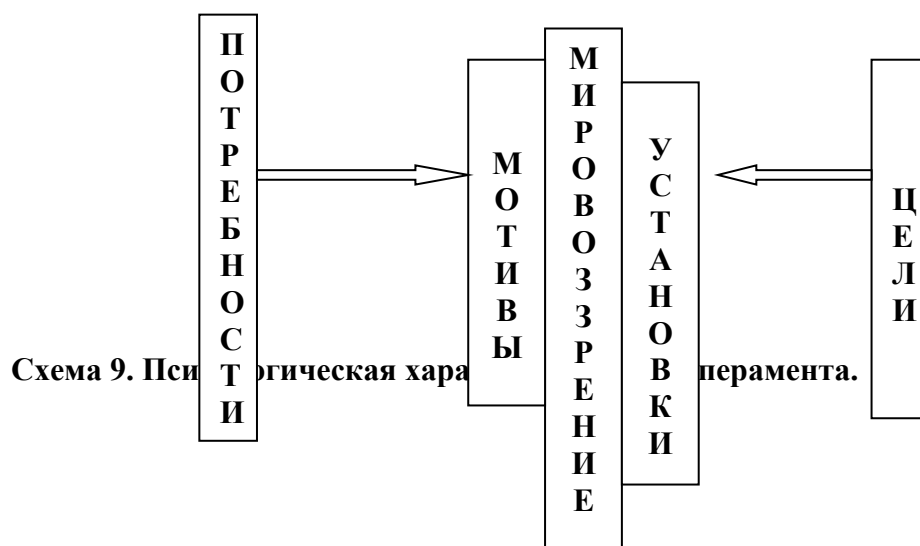 ПОТРЕБНОСТИ
МОТИВЫ
МИРОВОЗЗРЕНИЕ
УСТАНОВКИ
ЦЕЛИ
Схема 9. Пси огическая хара перамента.